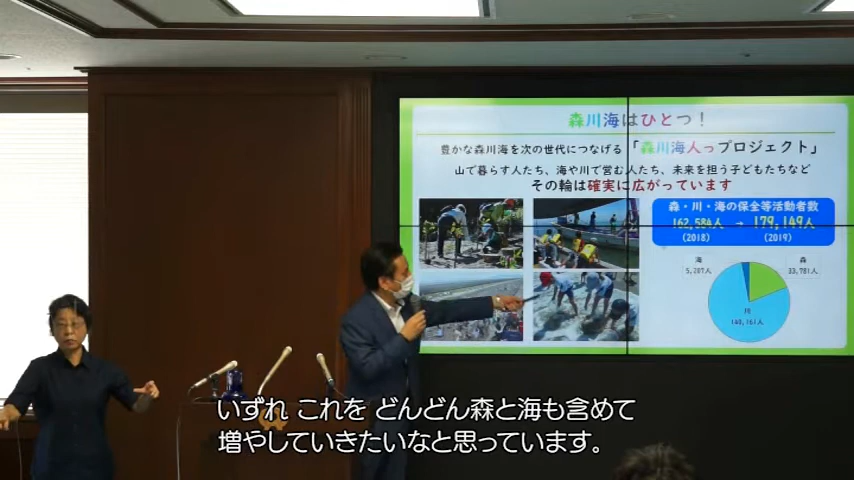 森川海はひとつ！
豊かな森川海を次の世代につなげる「森川海人っプロジェクト」
山で暮らす人たち、海や川で営む人たち、未来を担う子どもたちなど
その輪は確実に広がっています
森・川・海の保全等活動者数
162,584人 → 179,149人
(2018) (2019)
海 森
5,207人 33,781人
川
140,161人
いずれ これを どんどん森と海も含めて
増やしていきたいなと思っています。